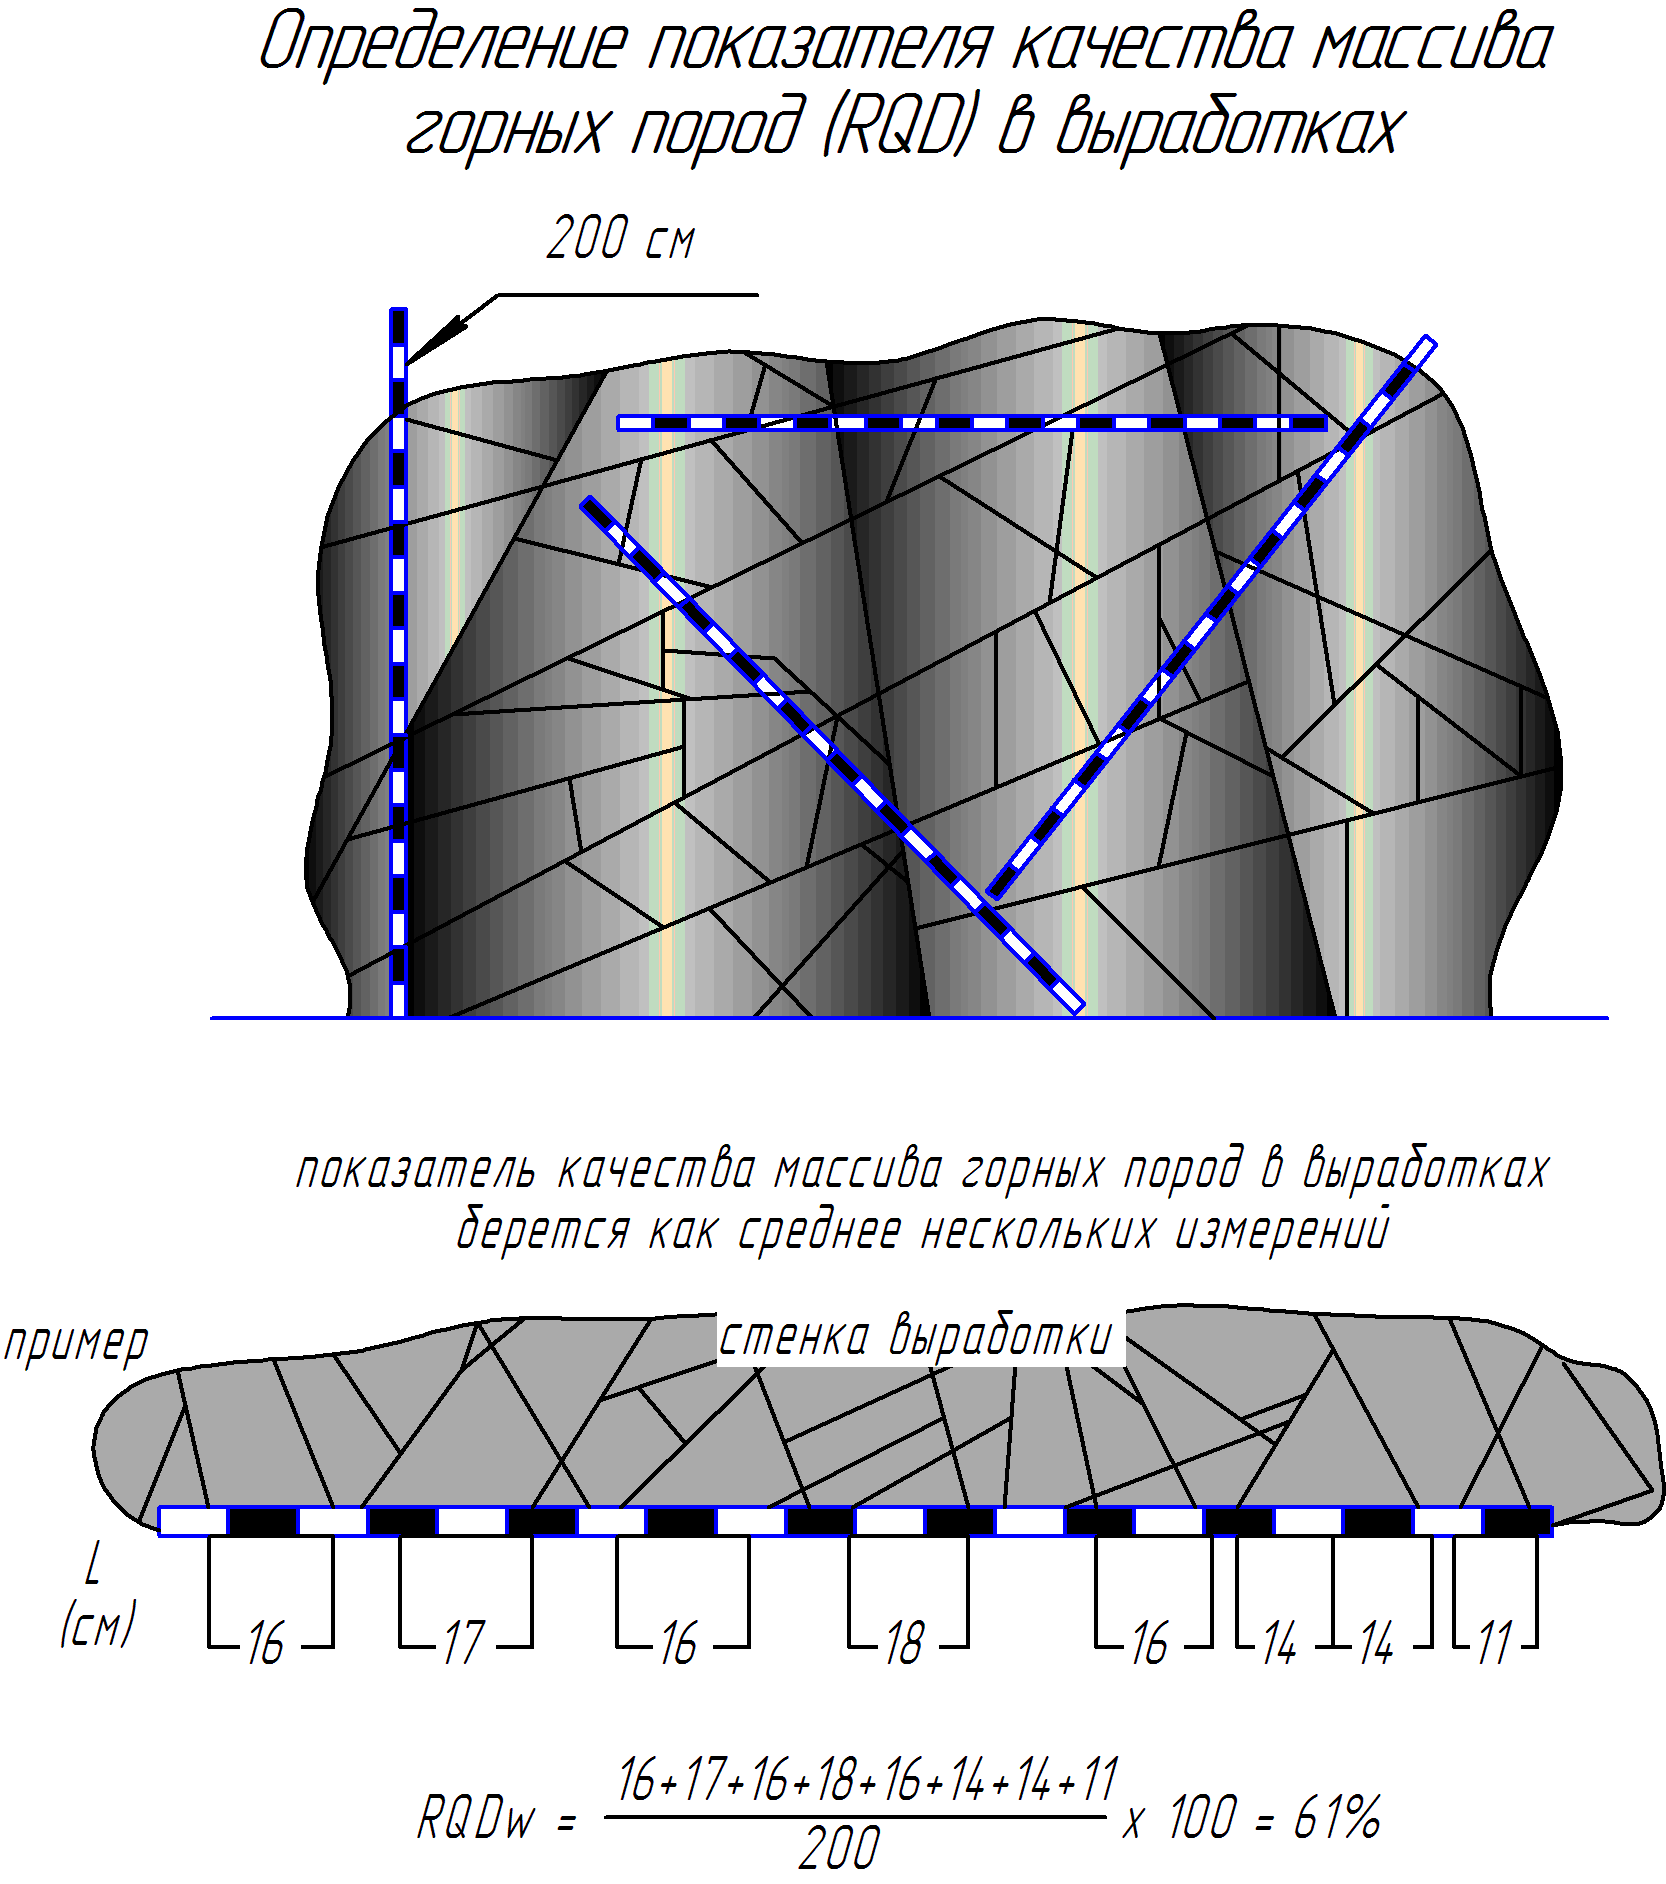 Определение показателя качества массива
горных пород (RQD) в выработках
200 см
показатель качества массива горных пород в выработках
берется как среднее нескольких измерений
пример
стенка выработки
L
(см)
16 17 16 18 16 14 14 11
RQDw = 16+17+16+18+16+14+14+11
200
x 100 = 61%